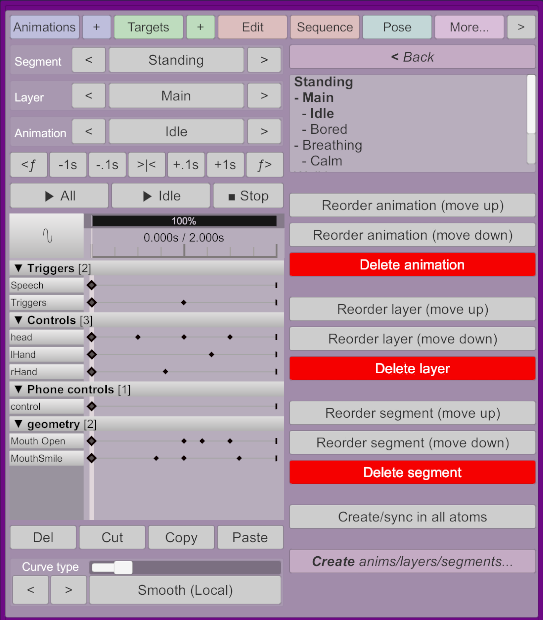 Animations + Targets + Edit Sequence Pose More... >
Segment < Standing >
Layer < Main >
Animation < Idle >
<ƒ -1s -.1s >|< +.1s +1s ƒ>
▶ All ▶ Idle ■ Stop
100%
0.000s / 2.000s
▼ Triggers [2]
Speech
Triggers
▼ Controls [3]
head
lHand
rHand
▼ Phone controls [1]
control
▼ geometry [2]
Mouth Open
MouthSmile
Del Cut Copy Paste
Curve type
< > Smooth (Local)
< Back
Standing
- Main
- Idle
- Bored
- Breathing
- Calm
Reorder animation (move up)
Reorder animation (move down)
Delete animation
Reorder layer (move up)
Reorder layer (move down)
Delete layer
Reorder segment (move up)
Reorder segment (move down)
Delete segment
Create/sync in all atoms
Create anims/layers/segments...